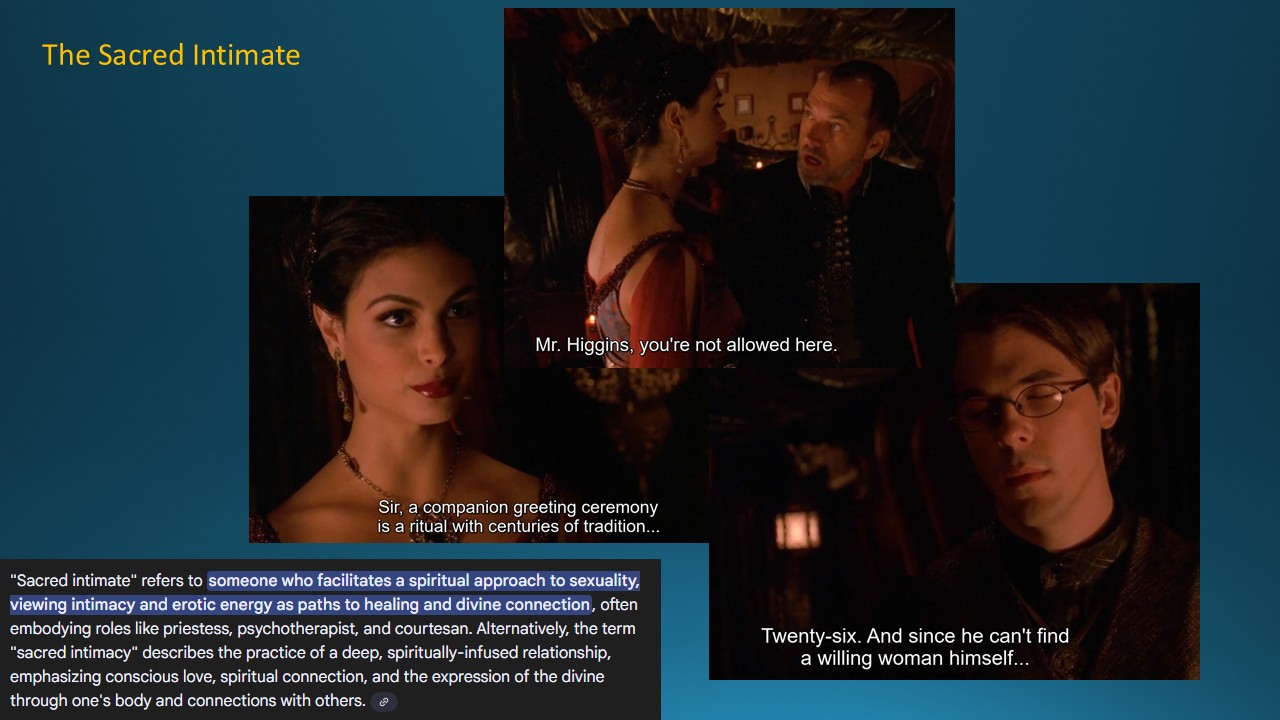 The Sacred Intimate
Mr. Higgins, you're not allowed here.
Sir, a companion greeting ceremony
is a ritual with centuries of tradition...
Twenty-six. And since he can't find
a willing woman himself...
"Sacred intimate" refers to someone who facilitates a spiritual approach to sexuality,
viewing intimacy and erotic energy as paths to healing and divine connection, often
embodying roles like priestess, psychotherapist, and courtesan. Alternatively, the term
"sacred intimacy" describes the practice of a deep, spiritually-infused relationship,
emphasizing conscious love, spiritual connection, and the expression of the divine
through one's body and connections with others.